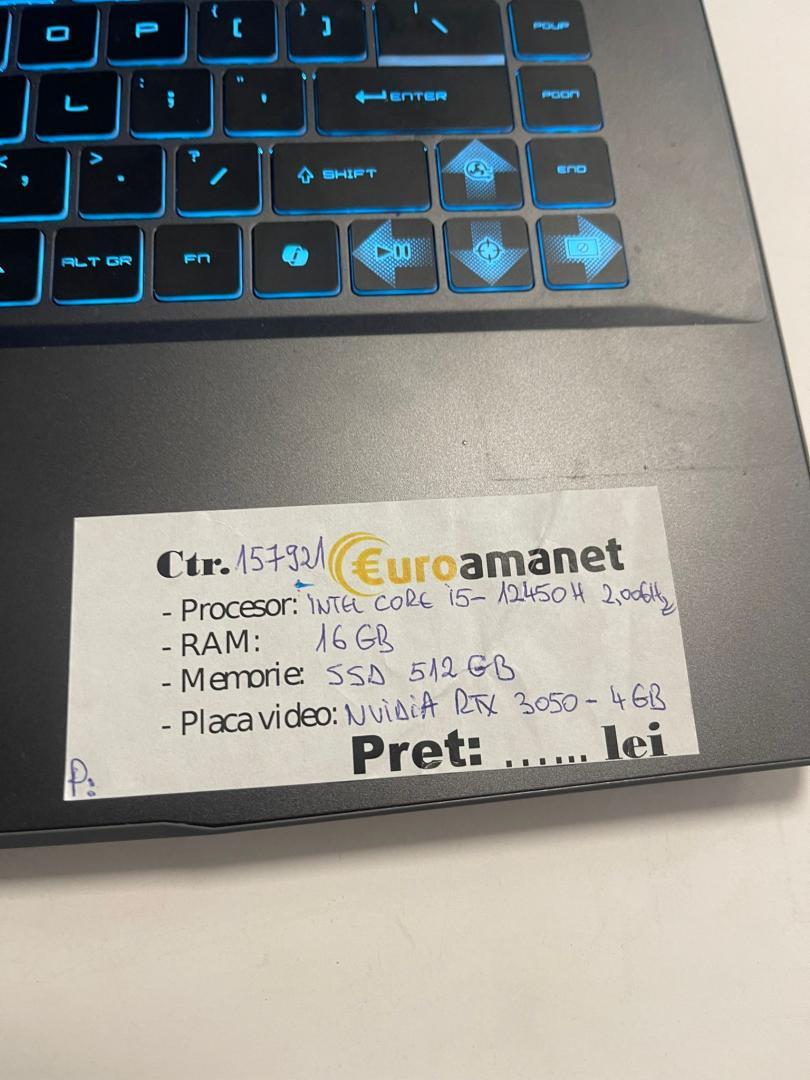 O P { [ } ] | \ PGUP
L : ; " ' ENTER PGDN
< , > . ? / SHIFT END
ALT GR FN
Ctr. 157921 €uroamanet
- Procesor: INTEL CORE i5- 12450H 2,00GHz
- RAM: 16 GB
- Memorie: SSD 512 GB
- Placa video: NVIDIA RTX 3050 - 4GB
Pret: ...... lei
P: